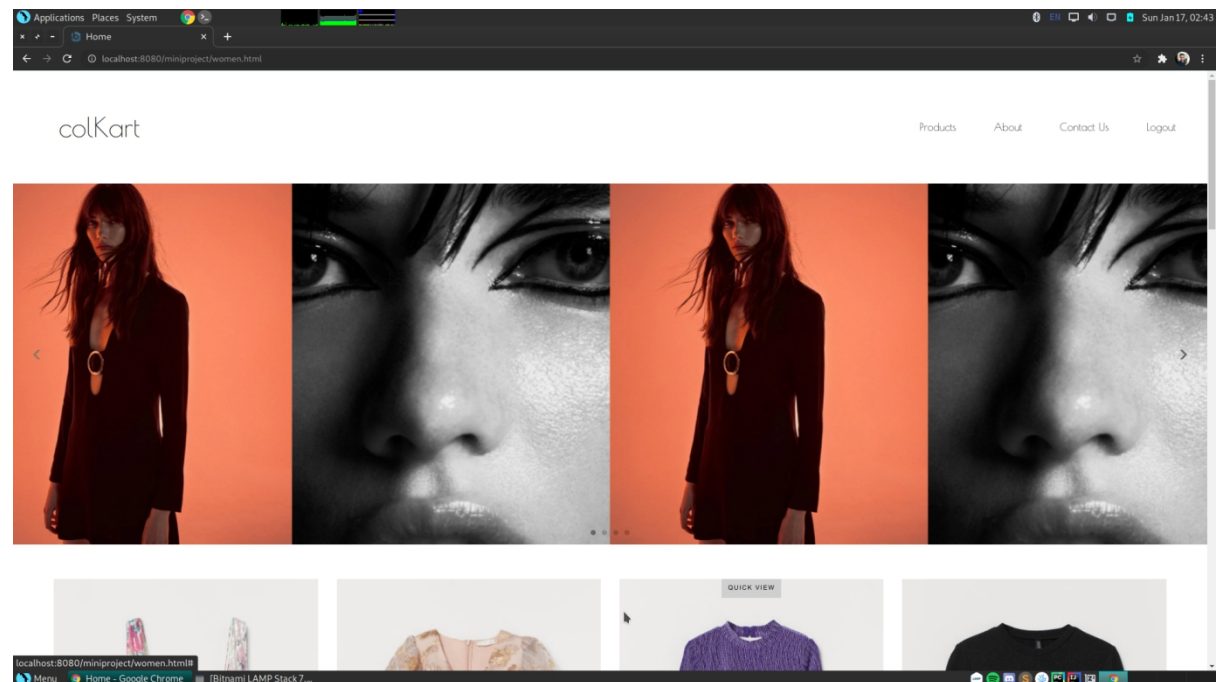 Applications Places System
EN
Sun Jan 17, 02:43
Home
localhost:8080/miniproject/women.html
colKart
Products About Contact Us Logout
QUICK VIEW
localhost:8080/miniproject/women.html#
Menu Home - Google Chrome [Bitnami LAMP Stack 7....